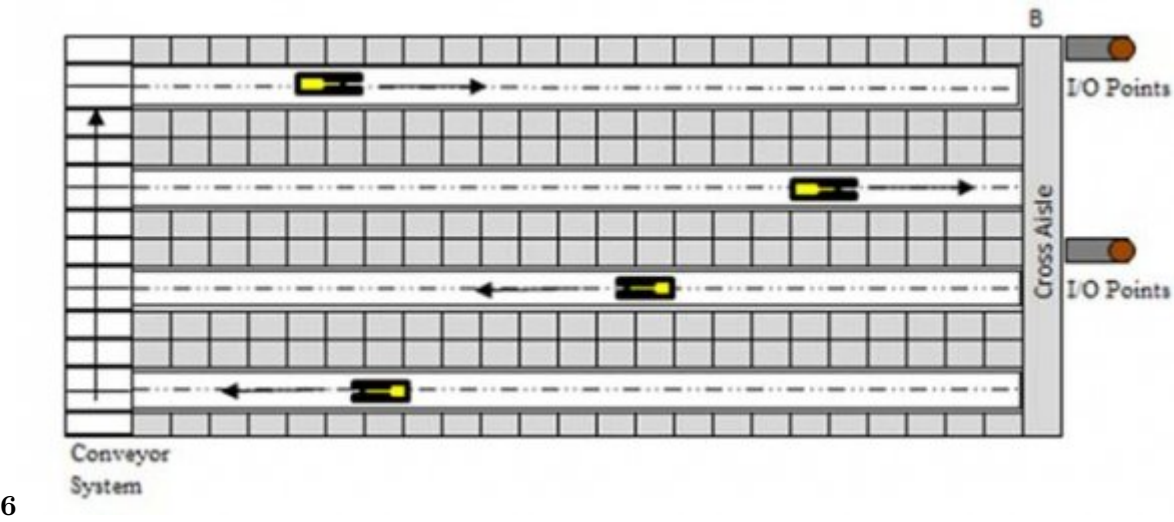 B
I/O Points
Cross Aisle
I/O Points
Conveyor
System
6